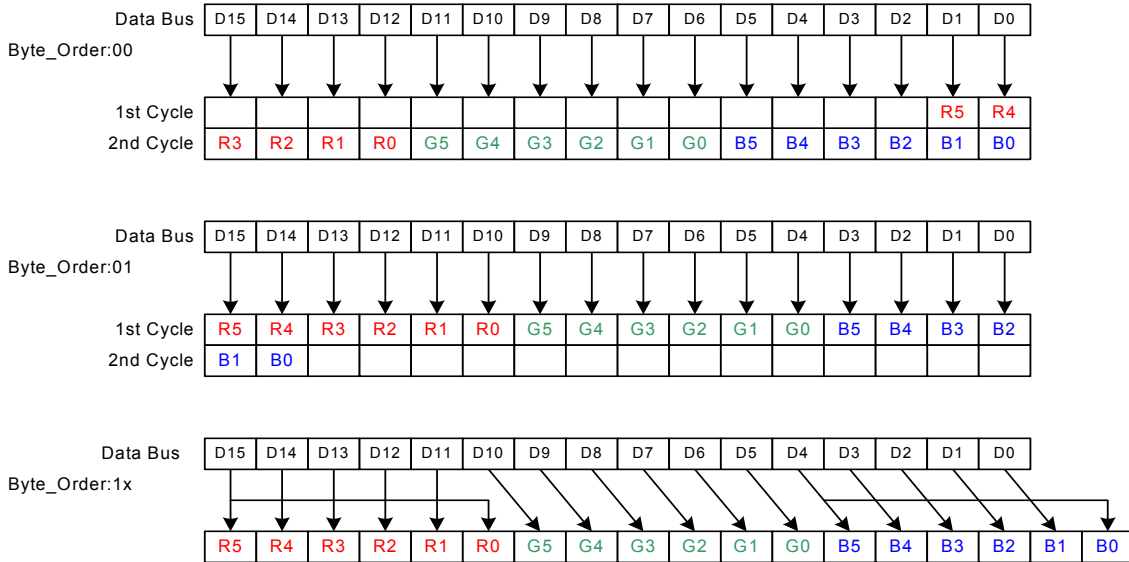 Data Bus D15 D14 D13 D12 D11 D10 D9 D8 D7 D6 D5 D4 D3 D2 D1 D0
Byte_Order:00
1st Cycle R5 R4
2nd Cycle R3 R2 R1 R0 G5 G4 G3 G2 G1 G0 B5 B4 B3 B2 B1 B0
Data Bus D15 D14 D13 D12 D11 D10 D9 D8 D7 D6 D5 D4 D3 D2 D1 D0
Byte_Order:01
1st Cycle R5 R4 R3 R2 R1 R0 G5 G4 G3 G2 G1 G0 B5 B4 B3 B2
2nd Cycle B1 B0
Data Bus D15 D14 D13 D12 D11 D10 D9 D8 D7 D6 D5 D4 D3 D2 D1 D0
Byte_Order:1x
R5 R4 R3 R2 R1 R0 G5 G4 G3 G2 G1 G0 B5 B4 B3 B2 B1 B0